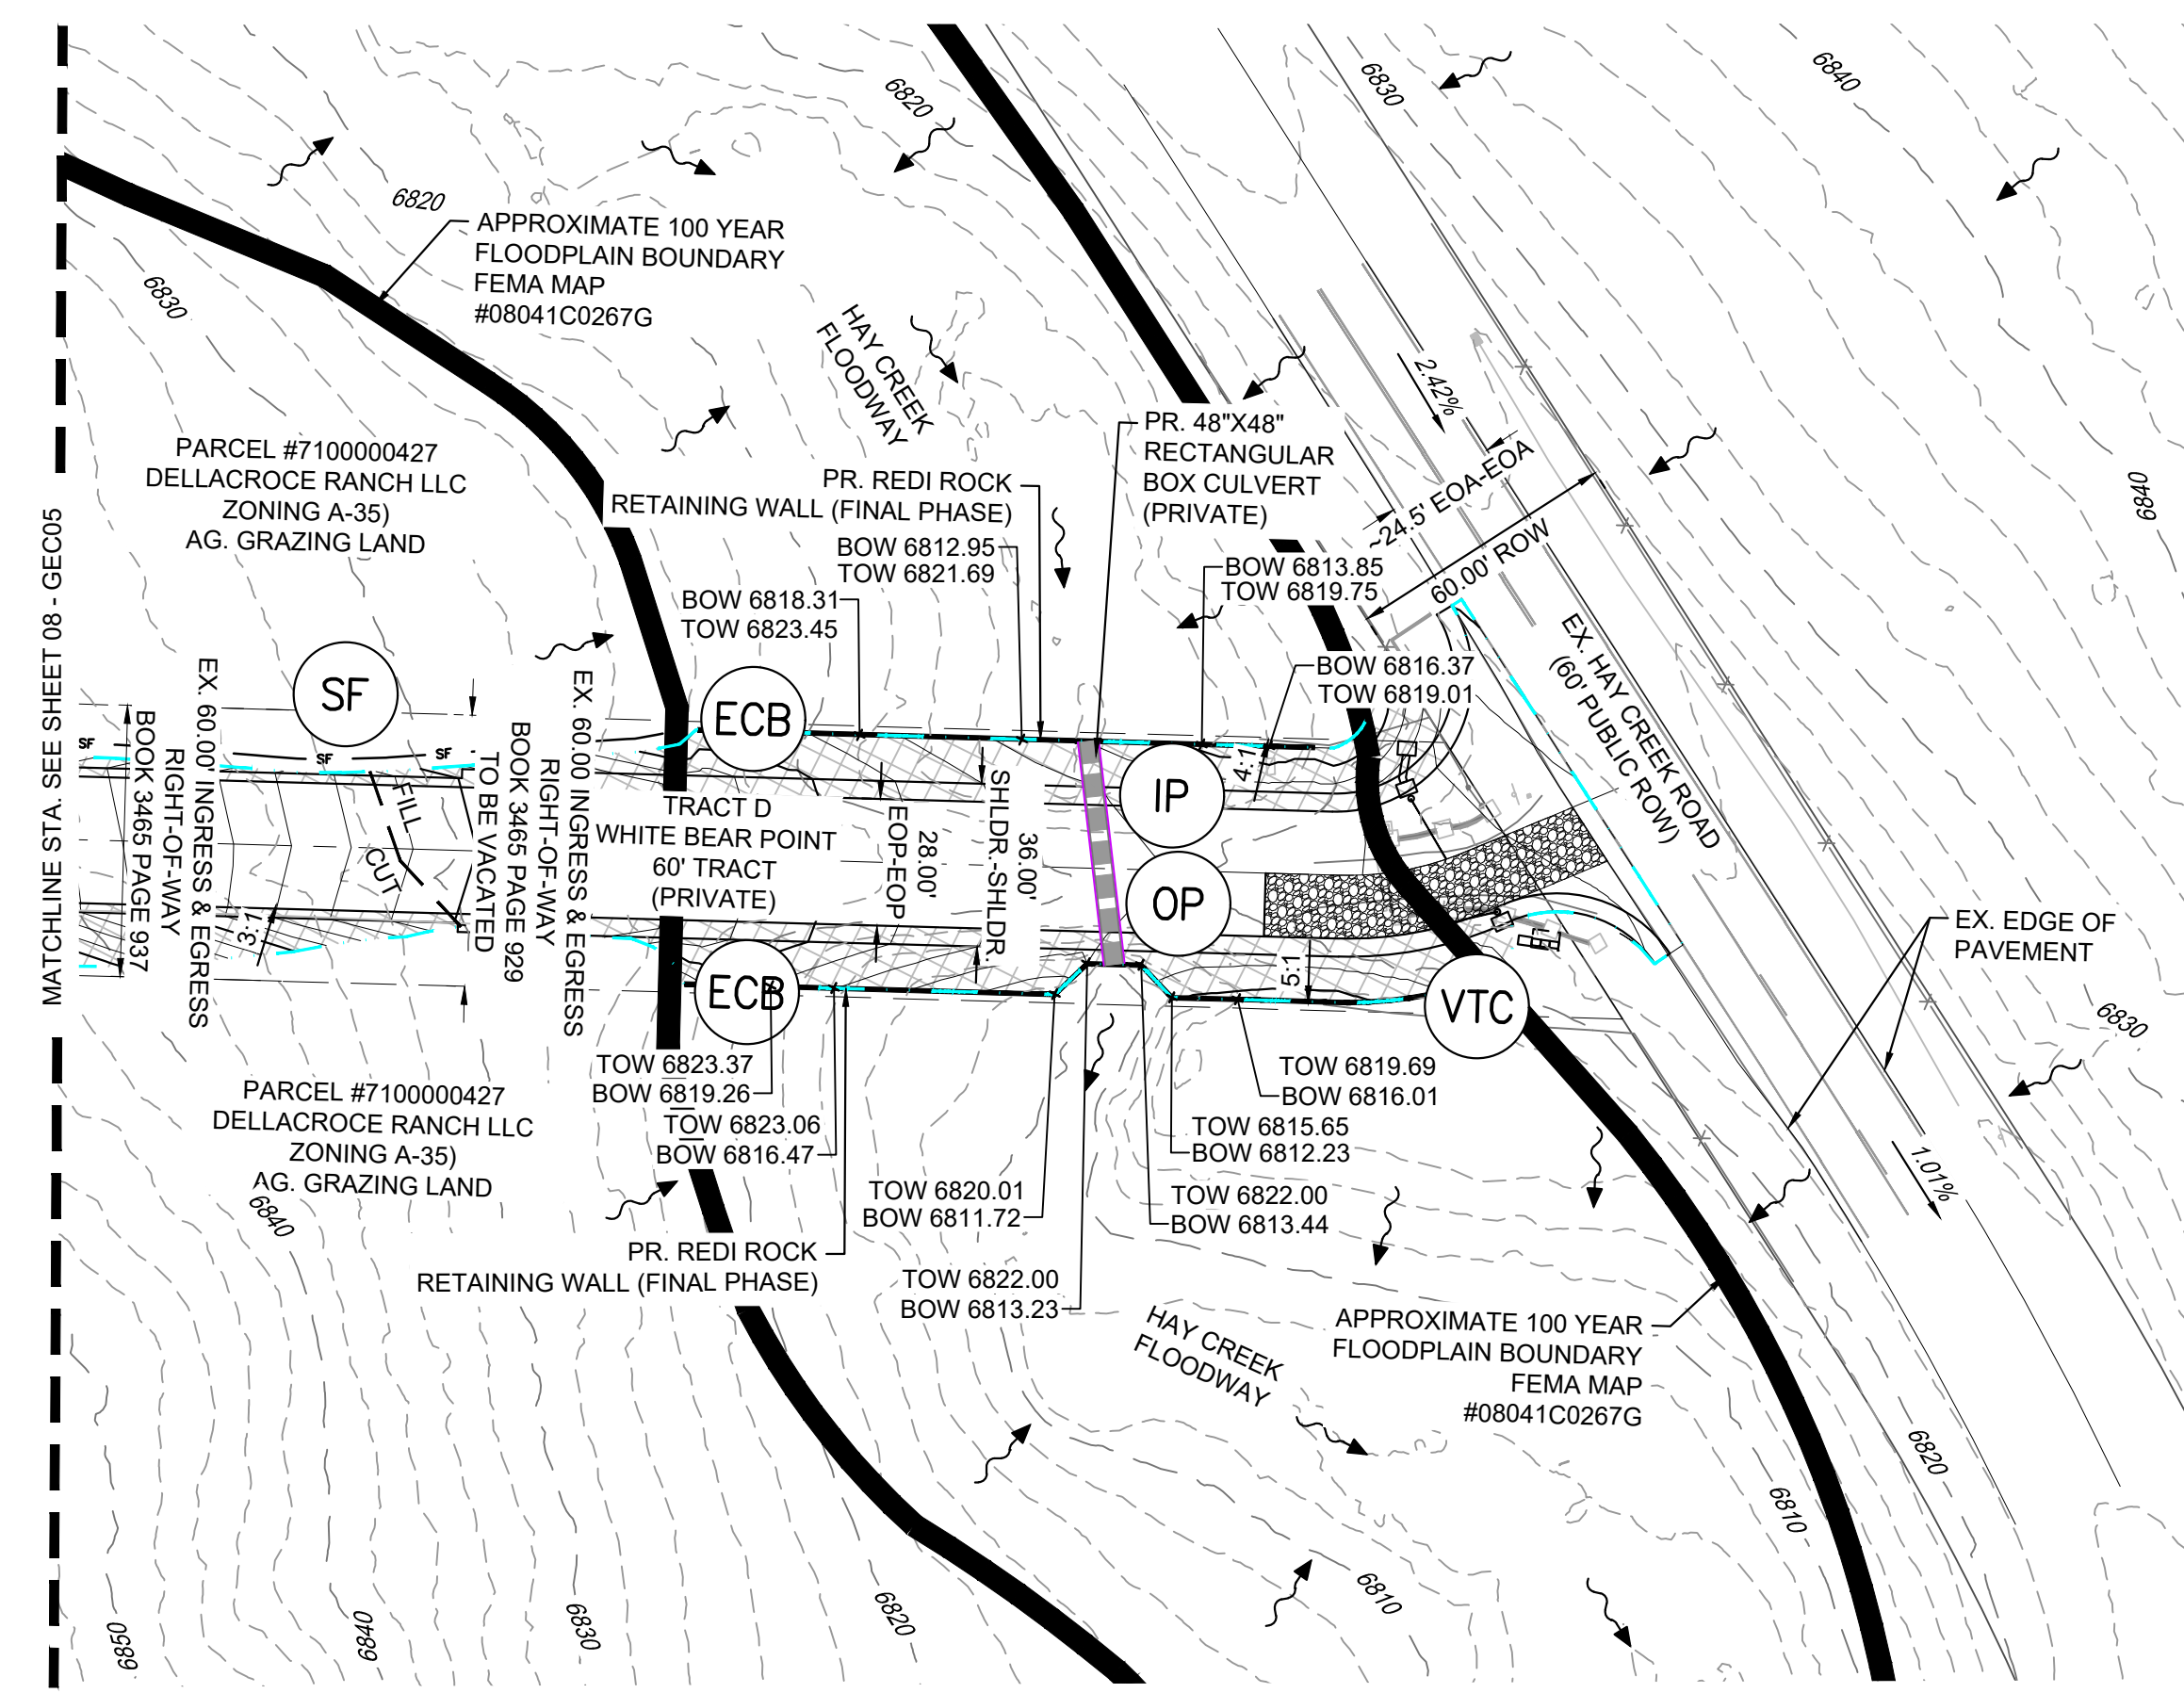 6820
6830
6840
6820
APPROXIMATE 100 YEAR
FLOODPLAIN BOUNDARY
FEMA MAP
#08041C0267G
6830
HAY CREEK
FLOODWAY
2.42%
PARCEL #7100000427
DELLACROCE RANCH LLC
ZONING A-35)
AG. GRAZING LAND
PR. 48"X48"
RECTANGULAR
BOX CULVERT
(PRIVATE)
~24.5' EOA-EOA
60.00' ROW
6840
PR. REDI ROCK
RETAINING WALL (FINAL PHASE)
BOW 6812.95
TOW 6821.69
BOW 6813.85
TOW 6819.75
BOW 6818.31
TOW 6823.45
BOW 6816.37
TOW 6819.01
EX. HAY CREEK ROAD
(60' PUBLIC ROW)
MATCHLINE STA. SEE SHEET 08 - GEC05
SF
ECB
SF
SF
SF
BOOK 3465 PAGE 937
RIGHT-OF-WAY
EX. 60.00' INGRESS & EGRESS
FILL
CUT
3:1
TO BE VACATED
BOOK 3465 PAGE 929
RIGHT-OF-WAY
EX. 60.00 INGRESS & EGRESS
TRACT D
WHITE BEAR POINT
60' TRACT
(PRIVATE)
EOP-EOP
28.00'
SHLDR.-SHLDR.
36.00'
IP
4:1
OP
5:1
ECB
VTC
EX. EDGE OF
PAVEMENT
6830
TOW 6823.37
BOW 6819.26
TOW 6823.06
BOW 6816.47
TOW 6819.69
BOW 6816.01
TOW 6815.65
BOW 6812.23
PARCEL #7100000427
DELLACROCE RANCH LLC
ZONING A-35)
AG. GRAZING LAND
6840
TOW 6820.01
BOW 6811.72
TOW 6822.00
BOW 6813.44
1.01%
PR. REDI ROCK
RETAINING WALL (FINAL PHASE)
TOW 6822.00
BOW 6813.23
HAY CREEK
FLOODWAY
APPROXIMATE 100 YEAR
FLOODPLAIN BOUNDARY
FEMA MAP
#08041C0267G
6820
6810
6850
6840
6830
6820
6810